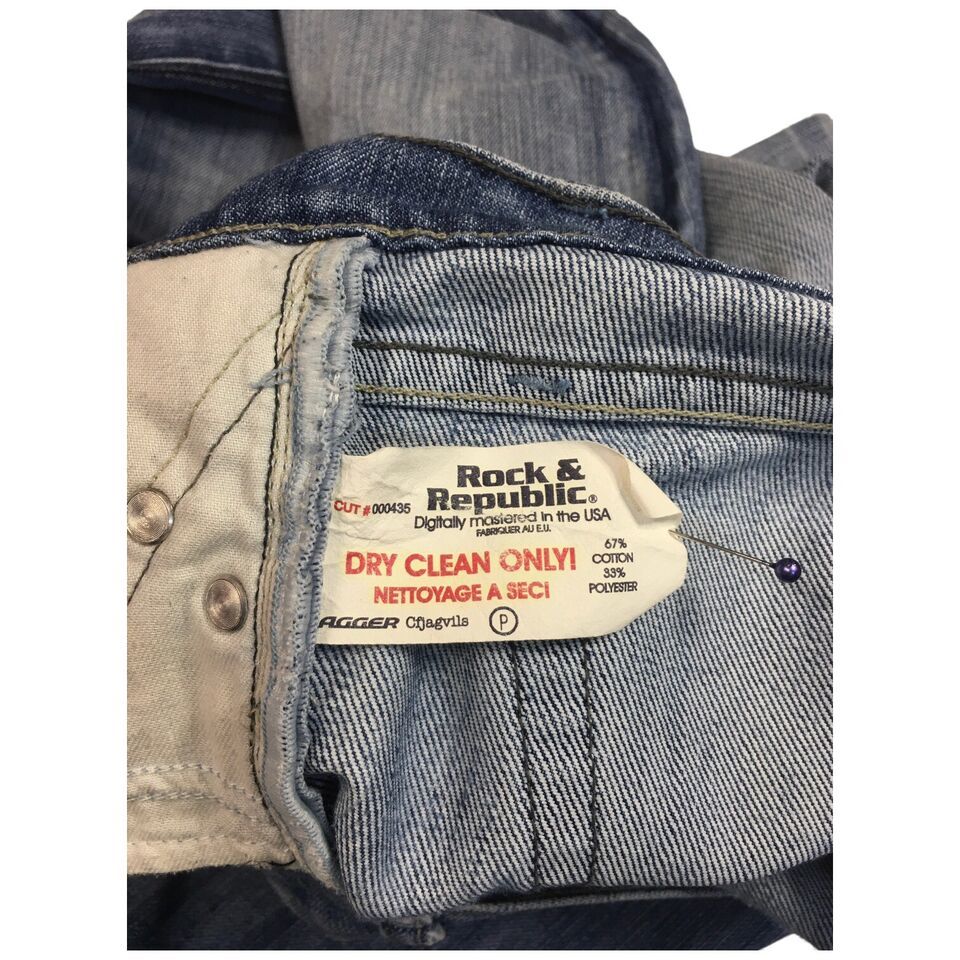 Rock &
Republic®
CUT # 000435
Digitally mastered in the USA
FABRIQUER AU E.U.
DRY CLEAN ONLY!
NETTOYAGE A SEC!
67%
COTTON
33%
POLYESTER
AGGER Cfjagvils P